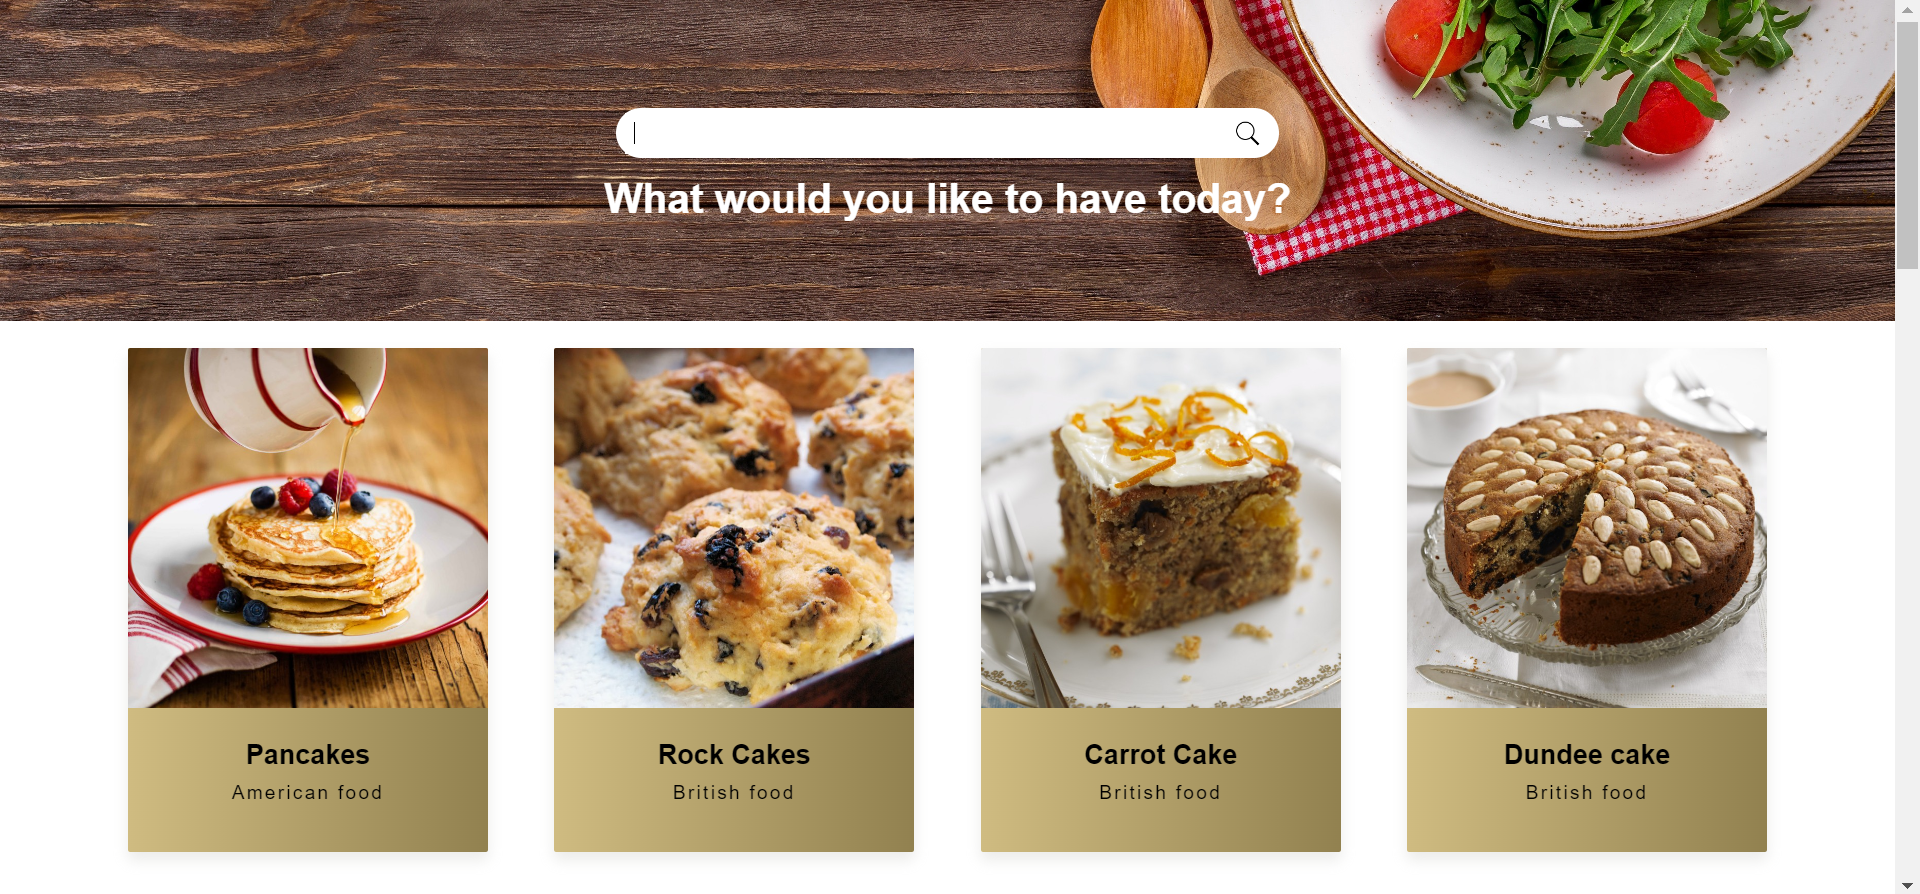 What would you like to have today?
Pancakes
American food
Rock Cakes
British food
Carrot Cake
British food
Dundee cake
British food